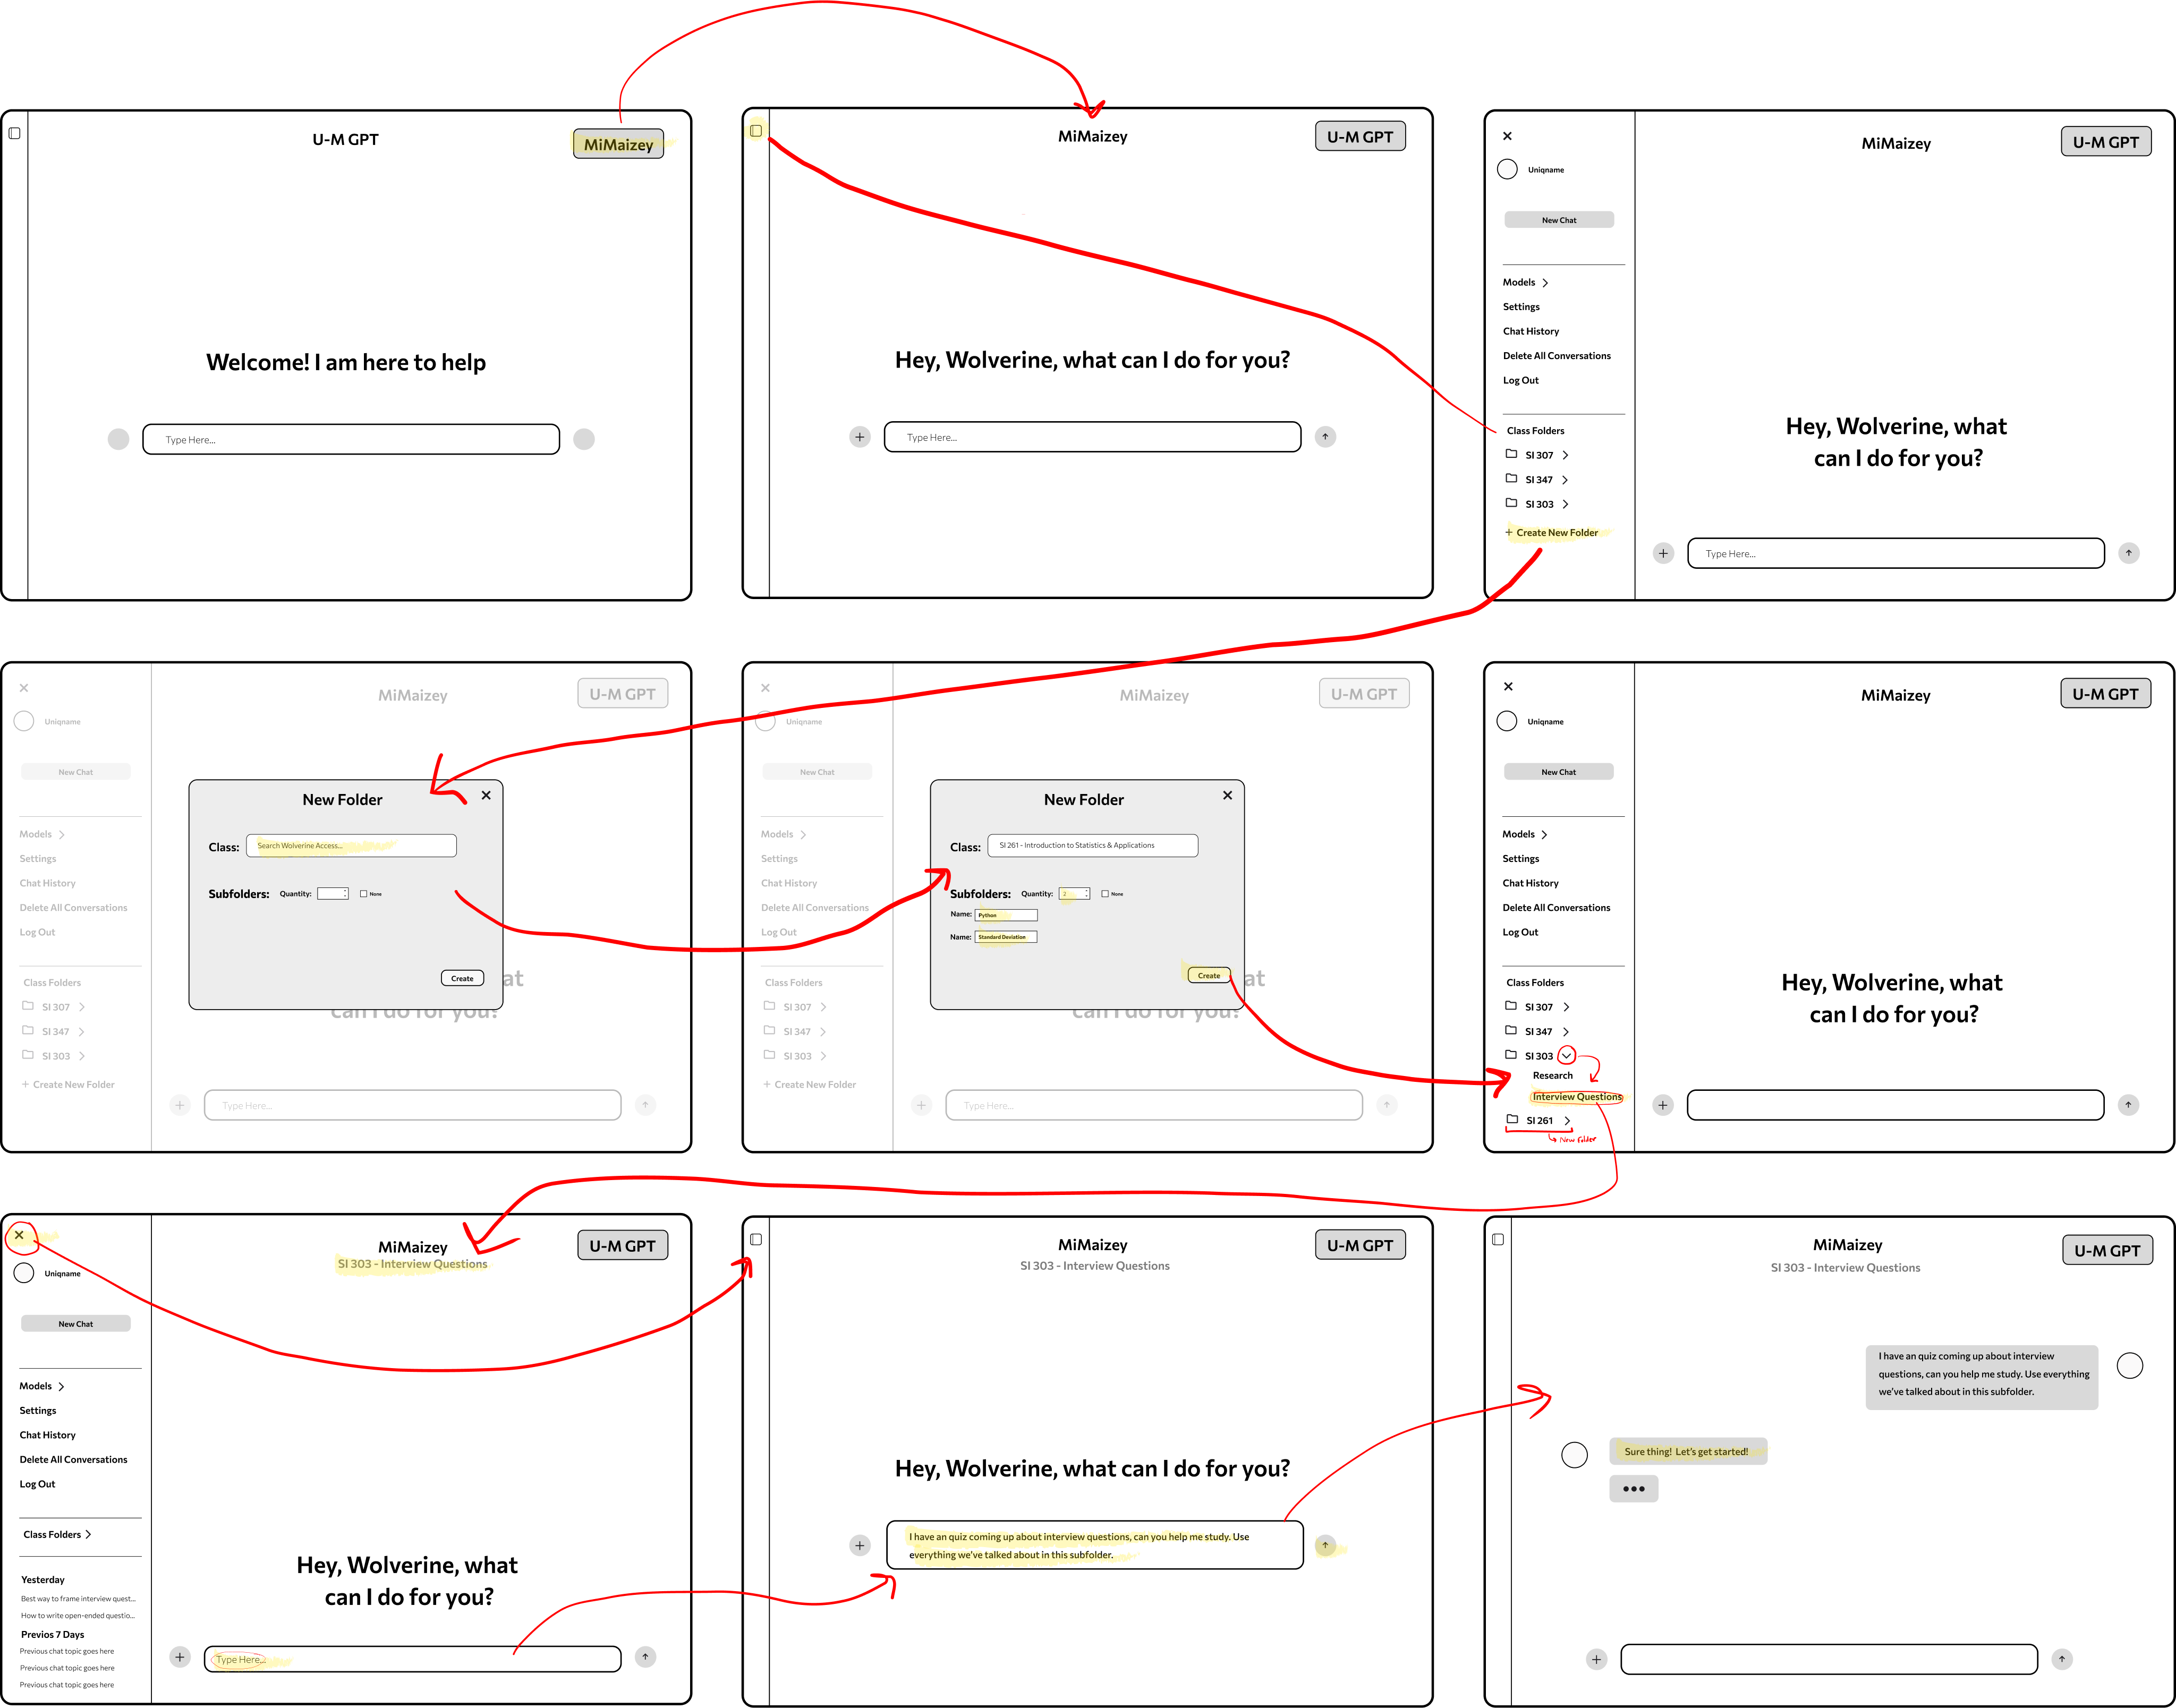 U-M GPT
MiMaizey
Welcome! I am here to help
Type Here...
MiMaizey
U-M GPT
Hey, Wolverine, what can I do for you?
Type Here...
Uniqname
New Chat
Models
Settings
Chat History
Delete All Conversations
Log Out
Class Folders
SI 307
SI 347
SI 303
+ Create New Folder
MiMaizey
U-M GPT
Hey, Wolverine, what
can I do for you?
Type Here...
Uniqname
New Chat
Models
Settings
Chat History
Delete All Conversations
Log Out
Class Folders
SI 307
SI 347
SI 303
+ Create New Folder
MiMaizey
U-M GPT
New Folder
Class: Search Wolverine Access...
Subfolders: Quantity: None
Create
at
can I do for you?
Type Here...
Uniqname
New Chat
Models
Settings
Chat History
Delete All Conversations
Log Out
Class Folders
SI 307
SI 347
SI 303
+ Create New Folder
MiMaizey
U-M GPT
New Folder
Class: SI 261 - Introduction to Statistics & Applications
Subfolders: Quantity: 2 None
Name: Python
Name: Standard Deviation
Create
at
can I do for you?
Type Here...
Uniqname
New Chat
Models
Settings
Chat History
Delete All Conversations
Log Out
Class Folders
SI 307
SI 347
SI 303
Research
Interview Questions
SI 261
New Folder
MiMaizey
U-M GPT
Hey, Wolverine, what
can I do for you?
Uniqname
New Chat
Models
Settings
Chat History
Delete All Conversations
Log Out
Class Folders
Yesterday
Best way to frame interview quest...
How to write open-ended questio...
Previos 7 Days
Previous chat topic goes here
Previous chat topic goes here
Previous chat topic goes here
MiMaizey
SI 303 - Interview Questions
U-M GPT
Hey, Wolverine, what
can I do for you?
Type Here...
MiMaizey
SI 303 - Interview Questions
U-M GPT
Hey, Wolverine, what can I do for you?
I have an quiz coming up about interview questions, can you help me study. Use
everything we've talked about in this subfolder.
MiMaizey
SI 303 - Interview Questions
U-M GPT
I have an quiz coming up about interview
questions, can you help me study. Use everything
we've talked about in this subfolder.
Sure thing! Let's get started!